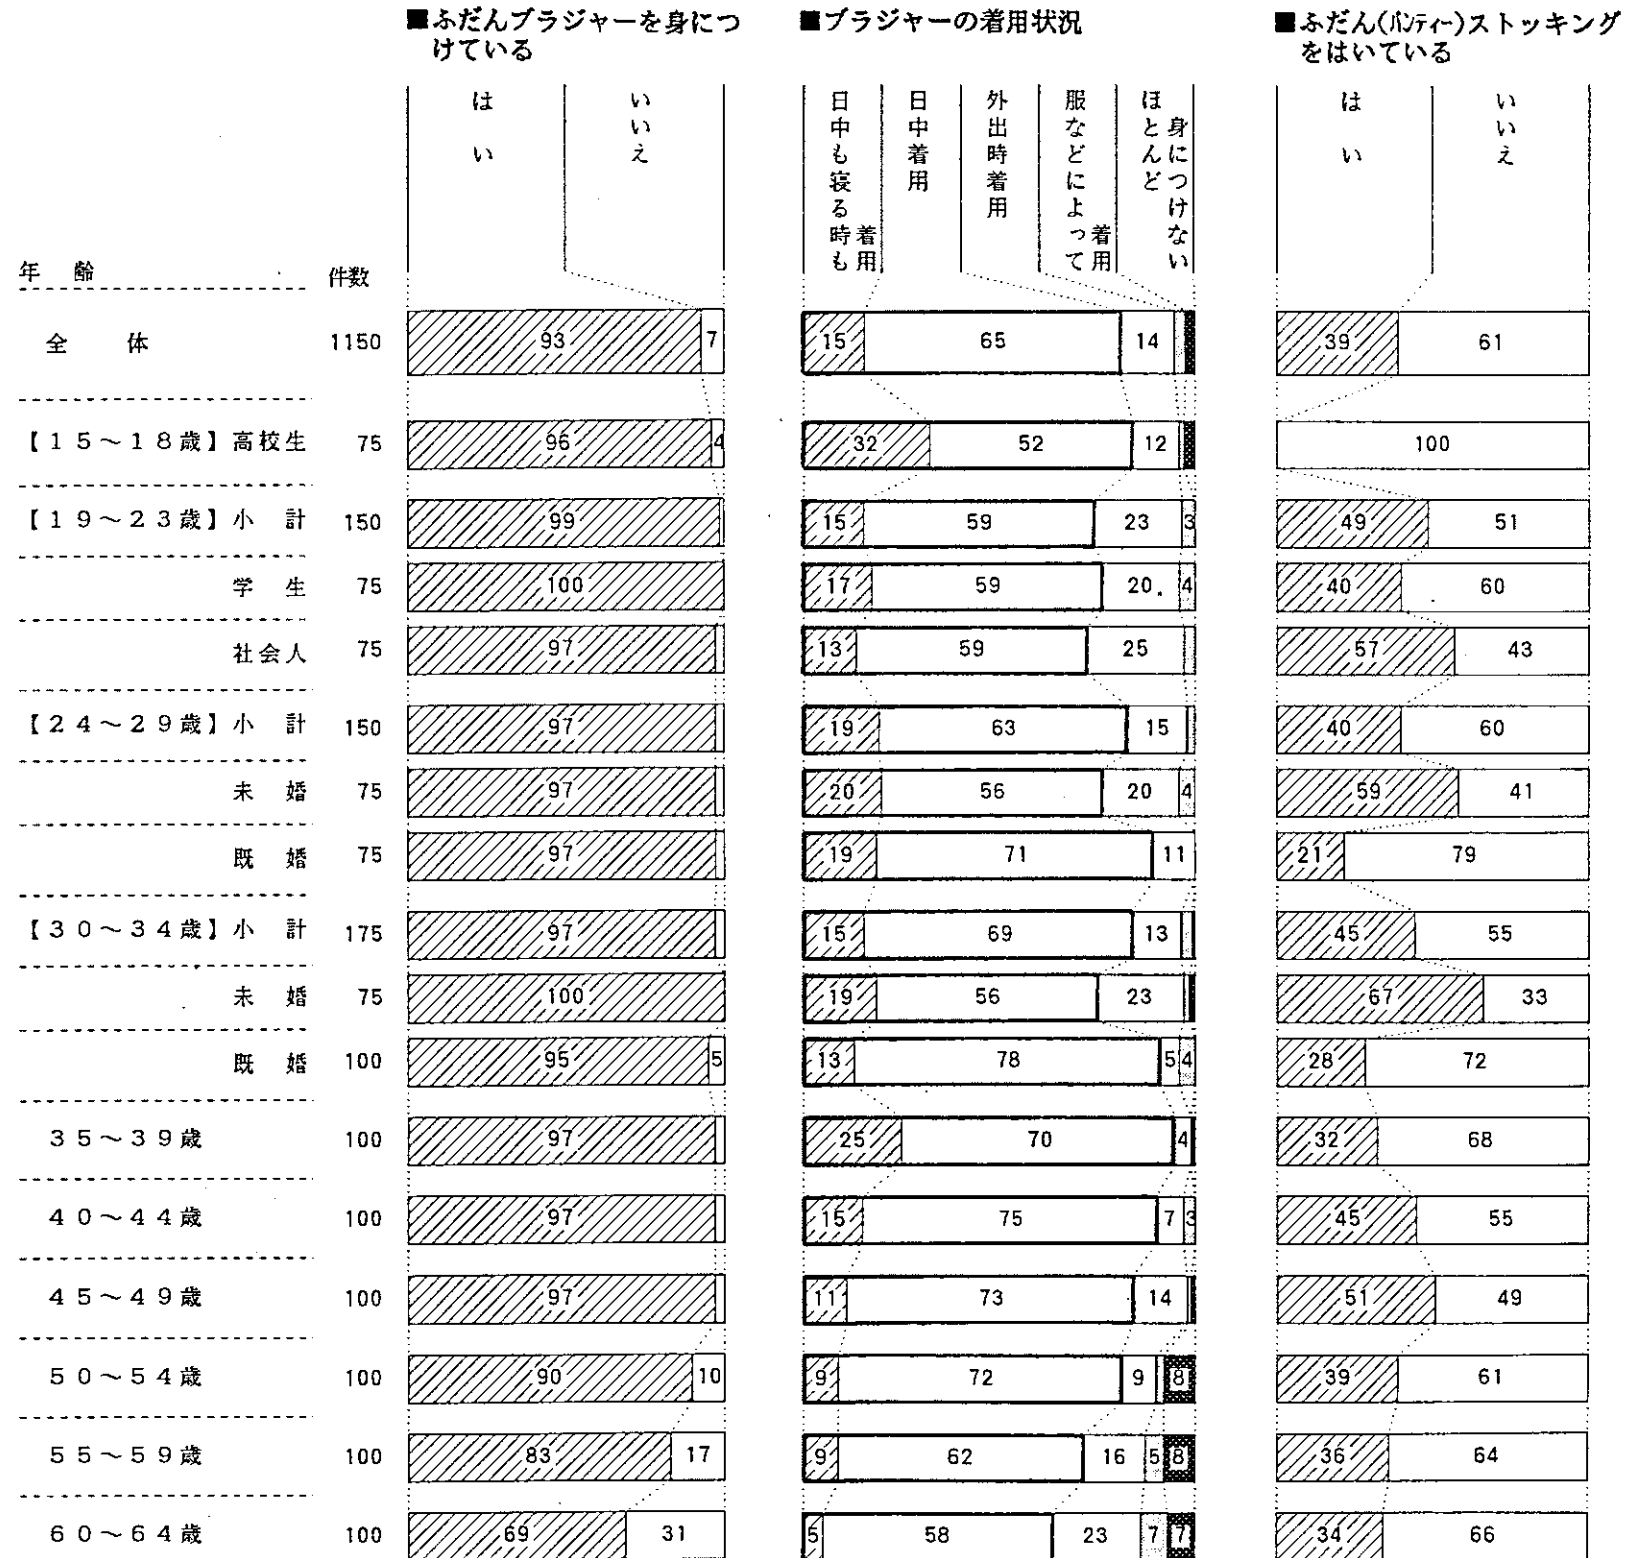 ■ふだんブラジャーを身につ
けている
■ブラジャーの着用状況
■ふだん(パンティー)ストッキング
をはいている
はい
いいえ
日中も寝る時も着用
日中着用
外出時着用
服などによって着用
ほとんど身につけない
はい
いいえ
年 齢 件数
全 体 1150 93 7 15 65 14 39 61
【15～18歳】高校生 75 96 4 32 52 12 100
【19～23歳】小 計 150 99 15 59 23 3 49 51
学 生 75 100 17 59 20 4 40 60
社会人 75 97 13 59 25 57 43
【24～29歳】小 計 150 97 19 63 15 40 60
未 婚 75 97 20 56 20 4 59 41
既 婚 75 97 19 71 11 21 79
【30～34歳】小 計 175 97 15 69 13 45 55
未 婚 75 100 19 56 23 67 33
既 婚 100 95 5 13 78 5 4 28 72
35～39歳 100 97 25 70 4 32 68
40～44歳 100 97 15 75 7 3 45 55
45～49歳 100 97 11 73 14 51 49
50～54歳 100 90 10 9 72 9 8 39 61
55～59歳 100 83 17 9 62 16 5 8 36 64
60～64歳 100 69 31 5 58 23 7 7 34 66